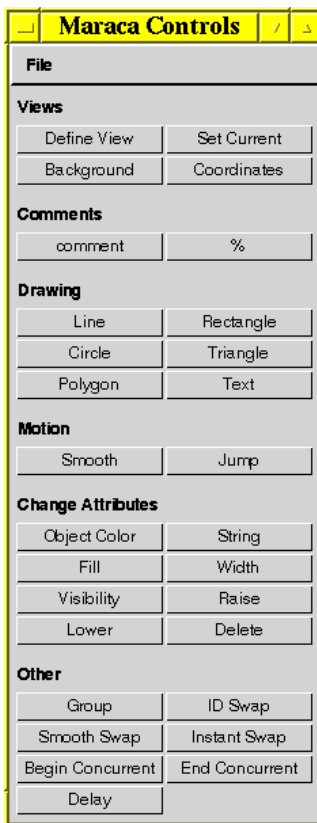 Maraca Controls
File
Views
Define View Set Current
Background Coordinates
Comments
comment %
Drawing
Line Rectangle
Circle Triangle
Polygon Text
Motion
Smooth Jump
Change Attributes
Object Color String
Fill Width
Visibility Raise
Lower Delete
Other
Group ID Swap
Smooth Swap Instant Swap
Begin Concurrent End Concurrent
Delay